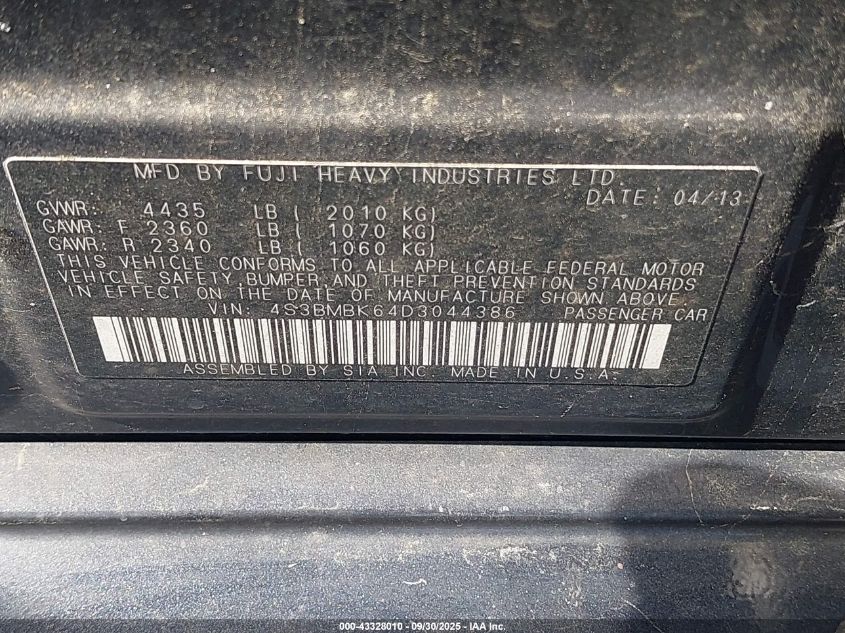 MFD BY FUJI HEAVY INDUSTRIES LTD.
DATE: 04/13
GVWR: 4435 LB ( 2010 KG)
GAWR: F 2360 LB ( 1070 KG)
GAWR: R 2340 LB ( 1060 KG)
THIS VEHICLE CONFORMS TO ALL APPLICABLE FEDERAL MOTOR
VEHICLE SAFETY, BUMPER, AND THEFT PREVENTION STANDARDS
IN EFFECT ON THE DATE OF MANUFACTURE SHOWN ABOVE.
VIN: 4S3BMBK64D3044386 PASSENGER CAR
ASSEMBLED BY SIA INC. MADE IN U.S.A.
000-43328010 - 09/30/2025 - IAA Inc.